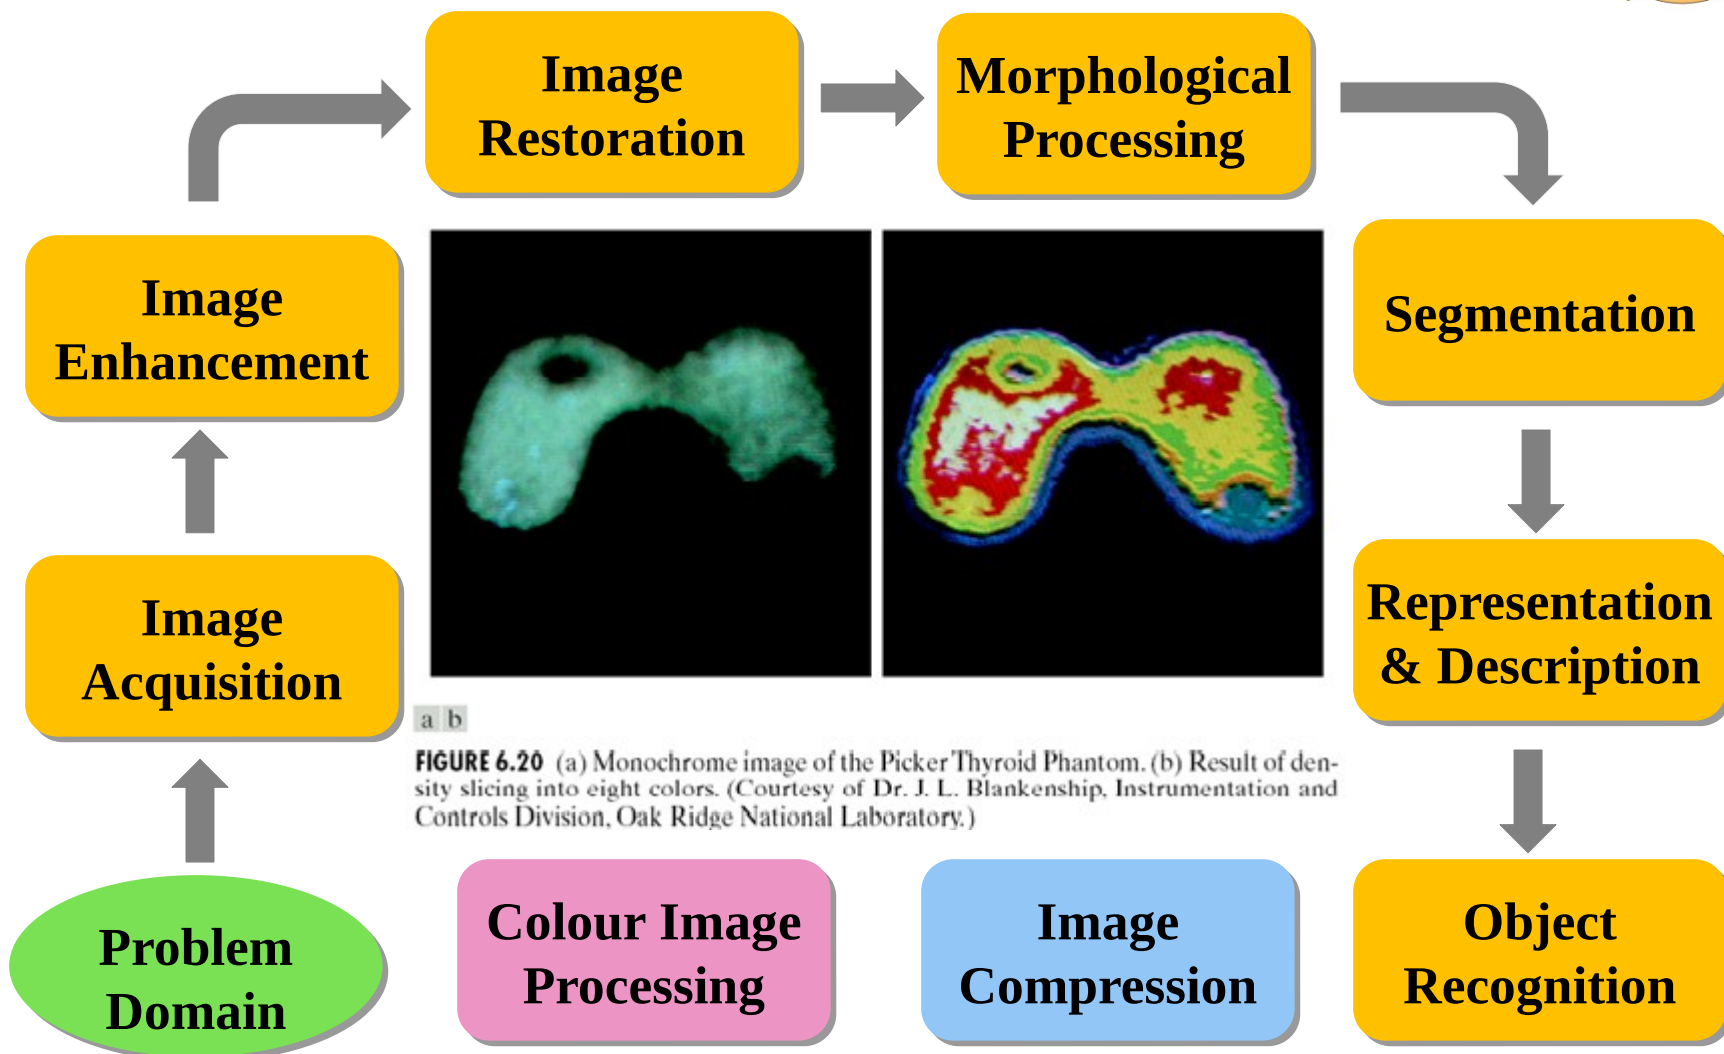 Image
Restoration
Morphological
Processing
Image
Enhancement
Segmentation
Image
Acquisition
Representation
& Description
a b
FIGURE 6.20 (a) Monochrome image of the Picker Thyroid Phantom. (b) Result of den-
sity slicing into eight colors. (Courtesy of Dr. J. L. Blankenship, Instrumentation and
Controls Division, Oak Ridge National Laboratory.)
Problem
Domain
Colour Image
Processing
Image
Compression
Object
Recognition